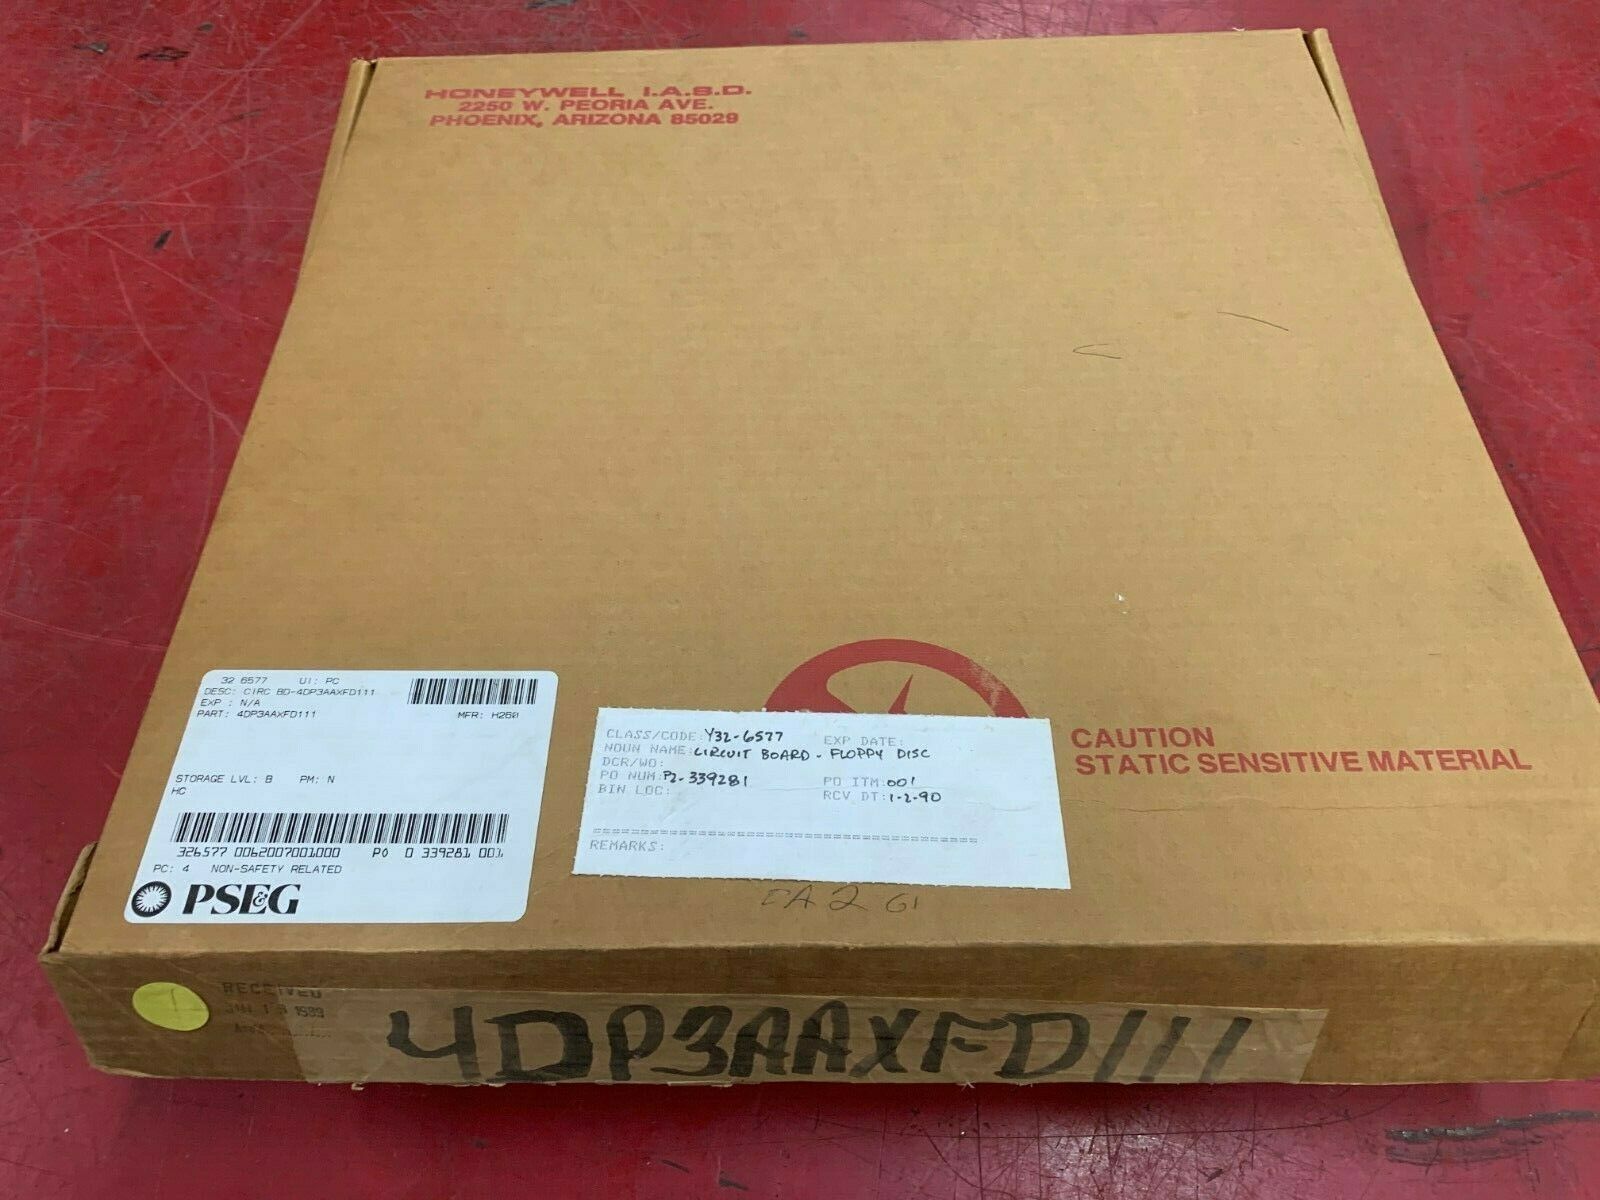 HONEYWELL I.A.S.D.
2250 W. PEORIA AVE.
PHOENIX, ARIZONA 85029
32 6577 UI: PC
DESC: CIRC BD-4DP3AAXFD111
EXP : N/A
PART: 4DP3AAXFD111 MFR: H250
STORAGE LVL: B PM: N
HC
326577 0062007001000 PO 0 339281 001
PC: 4 NON-SAFETY RELATED
PSE&G
CLASS/CODE: Y32-6577 EXP DATE:
NOUN NAME: CIRCUIT BOARD - FLOPPY DISC
DCR/WO:
PO NUM: P2-339281 PO ITM: 001
BIN LOC: RCV DT: 1-2-90
REMARKS:
CAUTION
STATIC SENSITIVE MATERIAL
RECEIVED
4DP3AAXFD111